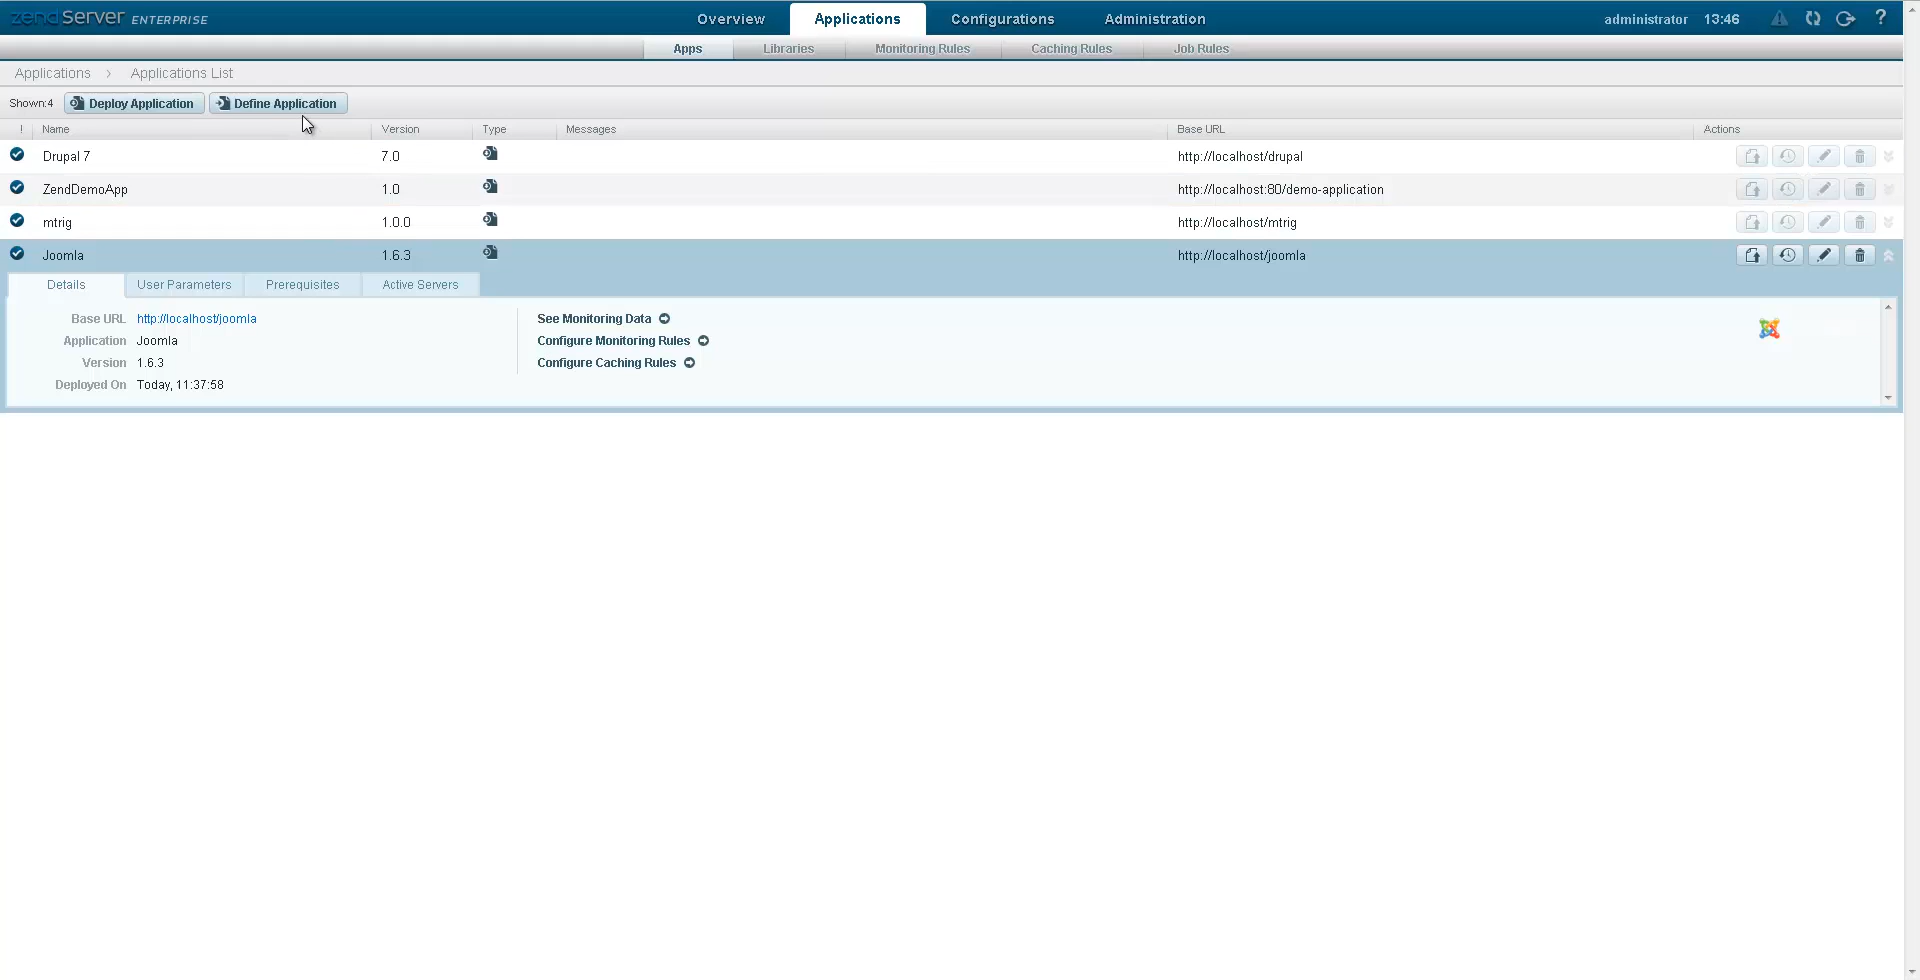 zendServer ENTERPRISE Overview Applications Configurations Administration administrator 13:46 ?
Apps Libraries Monitoring Rules Caching Rules Job Rules
Applications Applications List
Shown:4 Deploy Application Define Application
! Name Version Type Messages Base URL Actions
Drupal 7 7.0 http://localhost/drupal
ZendDemoApp 1.0 http://localhost:80/demo-application
mtrig 1.0.0 http://localhost/mtrig
Joomla 1.6.3 http://localhost/joomla
Details User Parameters Prerequisites Active Servers
Base URL http://localhost/joomla See Monitoring Data
Application Joomla Configure Monitoring Rules
Version 1.6.3 Configure Caching Rules
Deployed On Today, 11:37:58